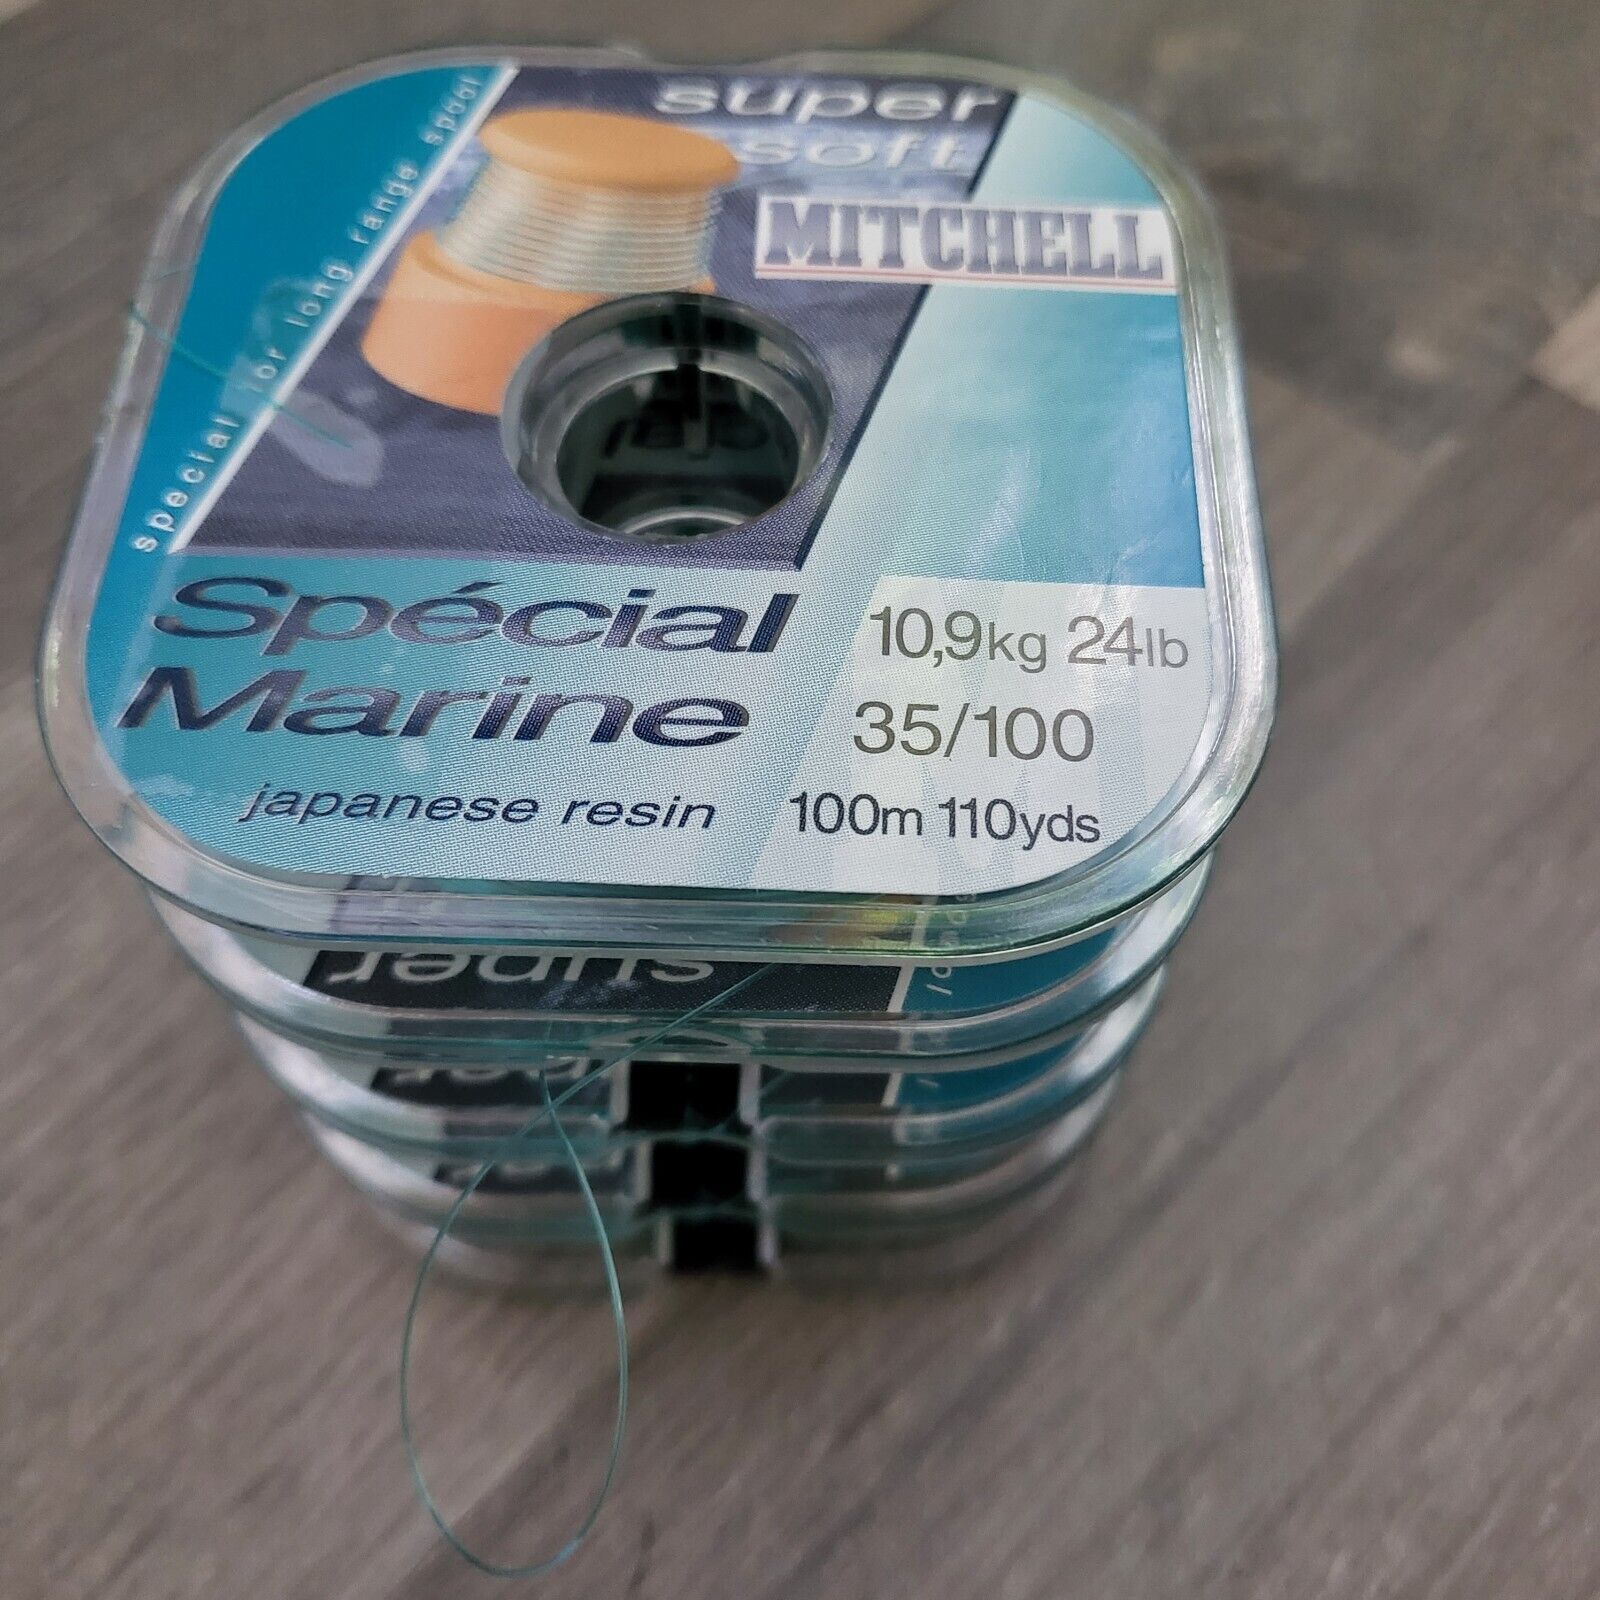 super
soft
MITCHELL
special for long range spool
Spécial
Marine
japanese resin
10,9kg 24lb
35/100
100m 110yds
super